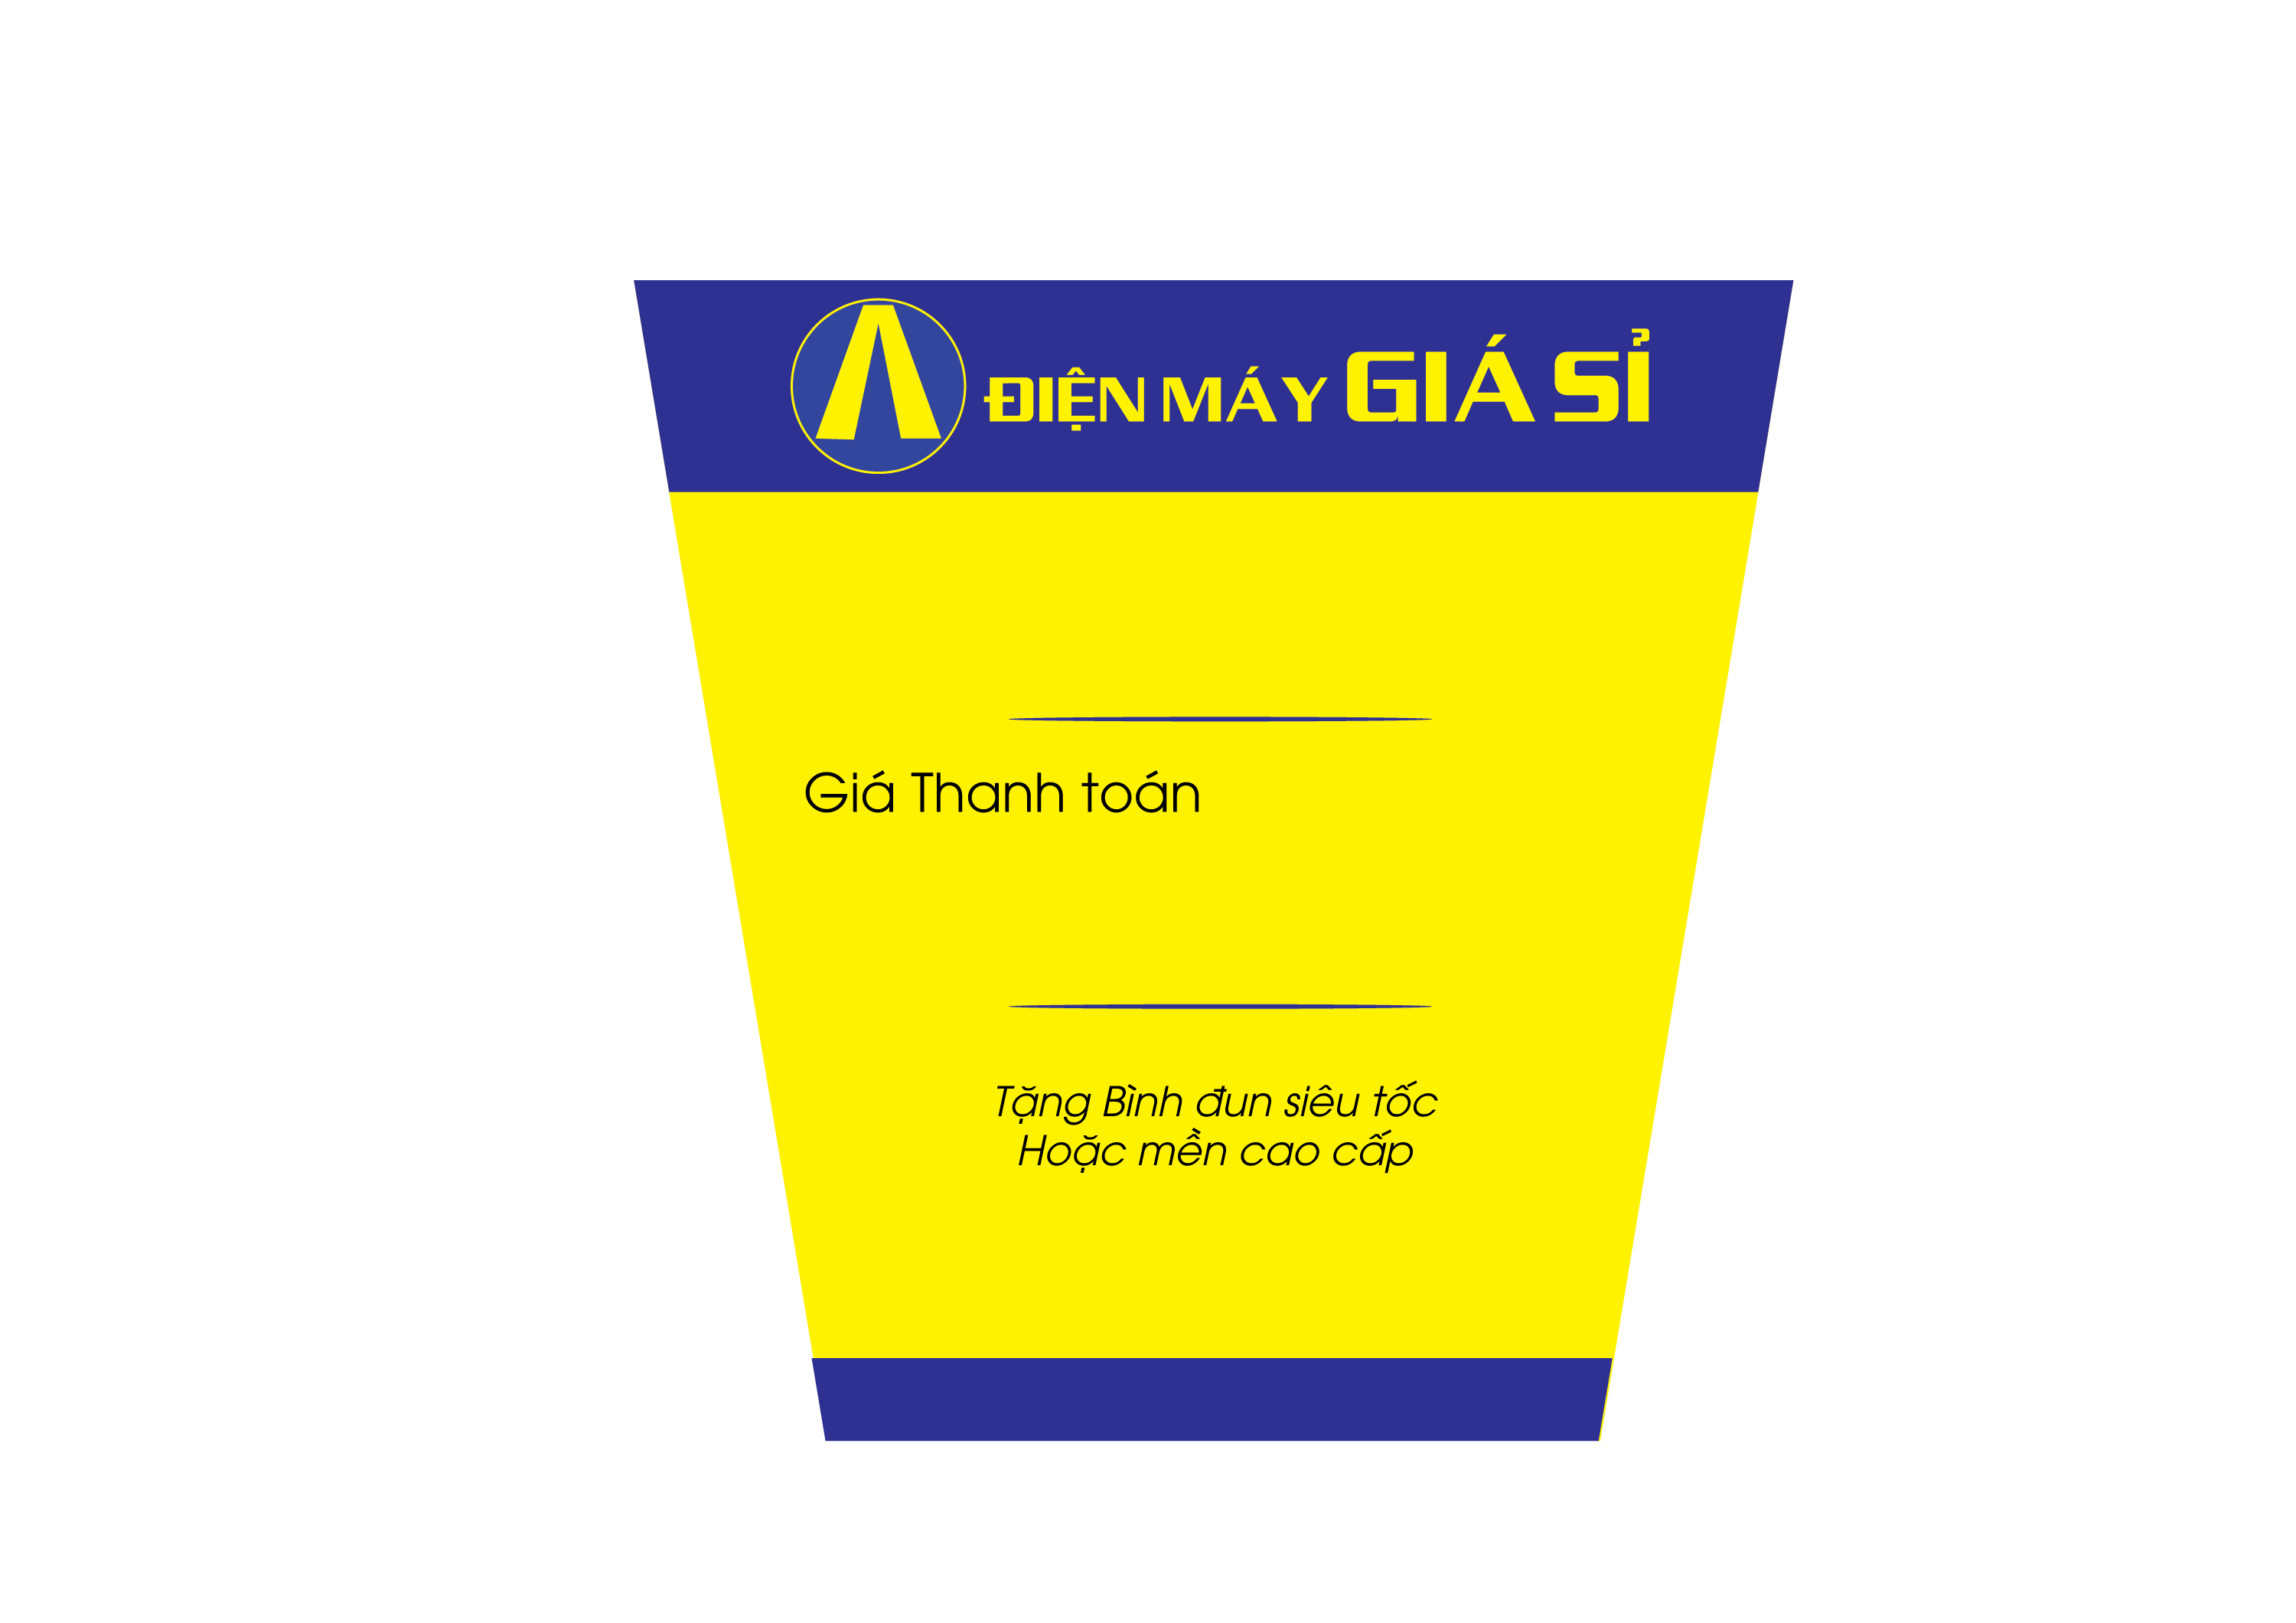 ĐIỆN MÁY GIÁ SỈ
Giá Thanh toán
Tặng Bình đun siêu tốc
Hoặc mền cao cấp